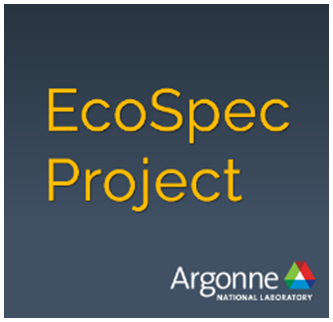 EcoSpec
Project
Argonne
NATIONAL LABORATORY